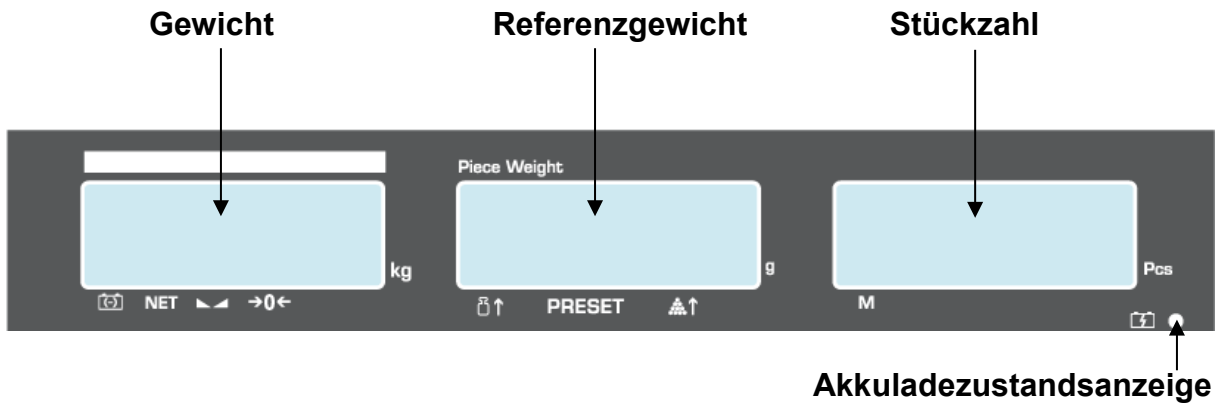 Gewicht Referenzgewicht Stückzahl
Piece Weight
kg g Pcs
NET →0← ↑ PRESET ↑ M
Akkuladezustandsanzeige